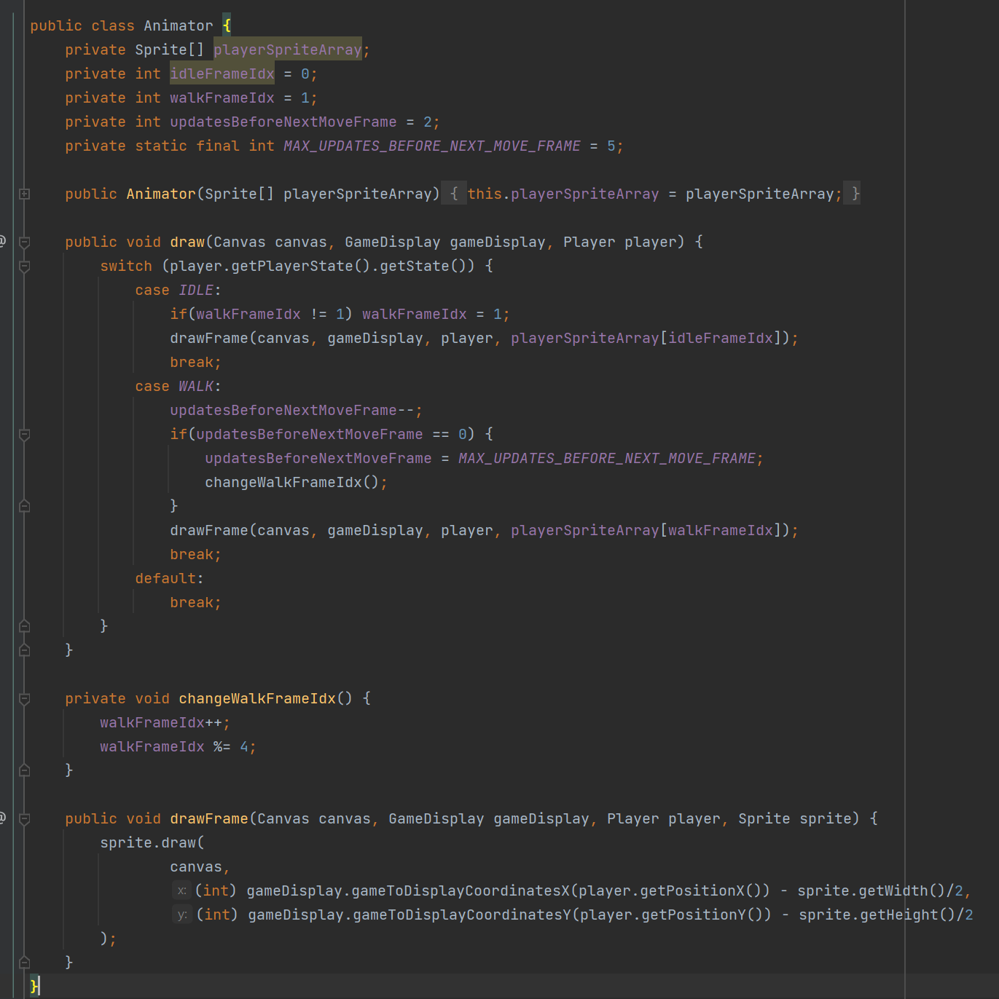 public class Animator {
    private Sprite[] playerSpriteArray;
    private int idleFrameIdx = 0;
    private int walkFrameIdx = 1;
    private int updatesBeforeNextMoveFrame = 2;
    private static final int MAX_UPDATES_BEFORE_NEXT_MOVE_FRAME = 5;

    public Animator(Sprite[] playerSpriteArray) { this.playerSpriteArray = playerSpriteArray; }

@    public void draw(Canvas canvas, GameDisplay gameDisplay, Player player) {
        switch (player.getPlayerState().getState()) {
            case IDLE:
                if(walkFrameIdx != 1) walkFrameIdx = 1;
                drawFrame(canvas, gameDisplay, player, playerSpriteArray[idleFrameIdx]);
                break;
            case WALK:
                updatesBeforeNextMoveFrame--;
                if(updatesBeforeNextMoveFrame == 0) {
                    updatesBeforeNextMoveFrame = MAX_UPDATES_BEFORE_NEXT_MOVE_FRAME;
                    changeWalkFrameIdx();
                }
                drawFrame(canvas, gameDisplay, player, playerSpriteArray[walkFrameIdx]);
                break;
            default:
                break;
        }
    }

    private void changeWalkFrameIdx() {
        walkFrameIdx++;
        walkFrameIdx %= 4;
    }

@    public void drawFrame(Canvas canvas, GameDisplay gameDisplay, Player player, Sprite sprite) {
        sprite.draw(
                canvas,
                x: (int) gameDisplay.gameToDisplayCoordinatesX(player.getPositionX()) - sprite.getWidth()/2,
                y: (int) gameDisplay.gameToDisplayCoordinatesY(player.getPositionY()) - sprite.getHeight()/2
        );
    }
}